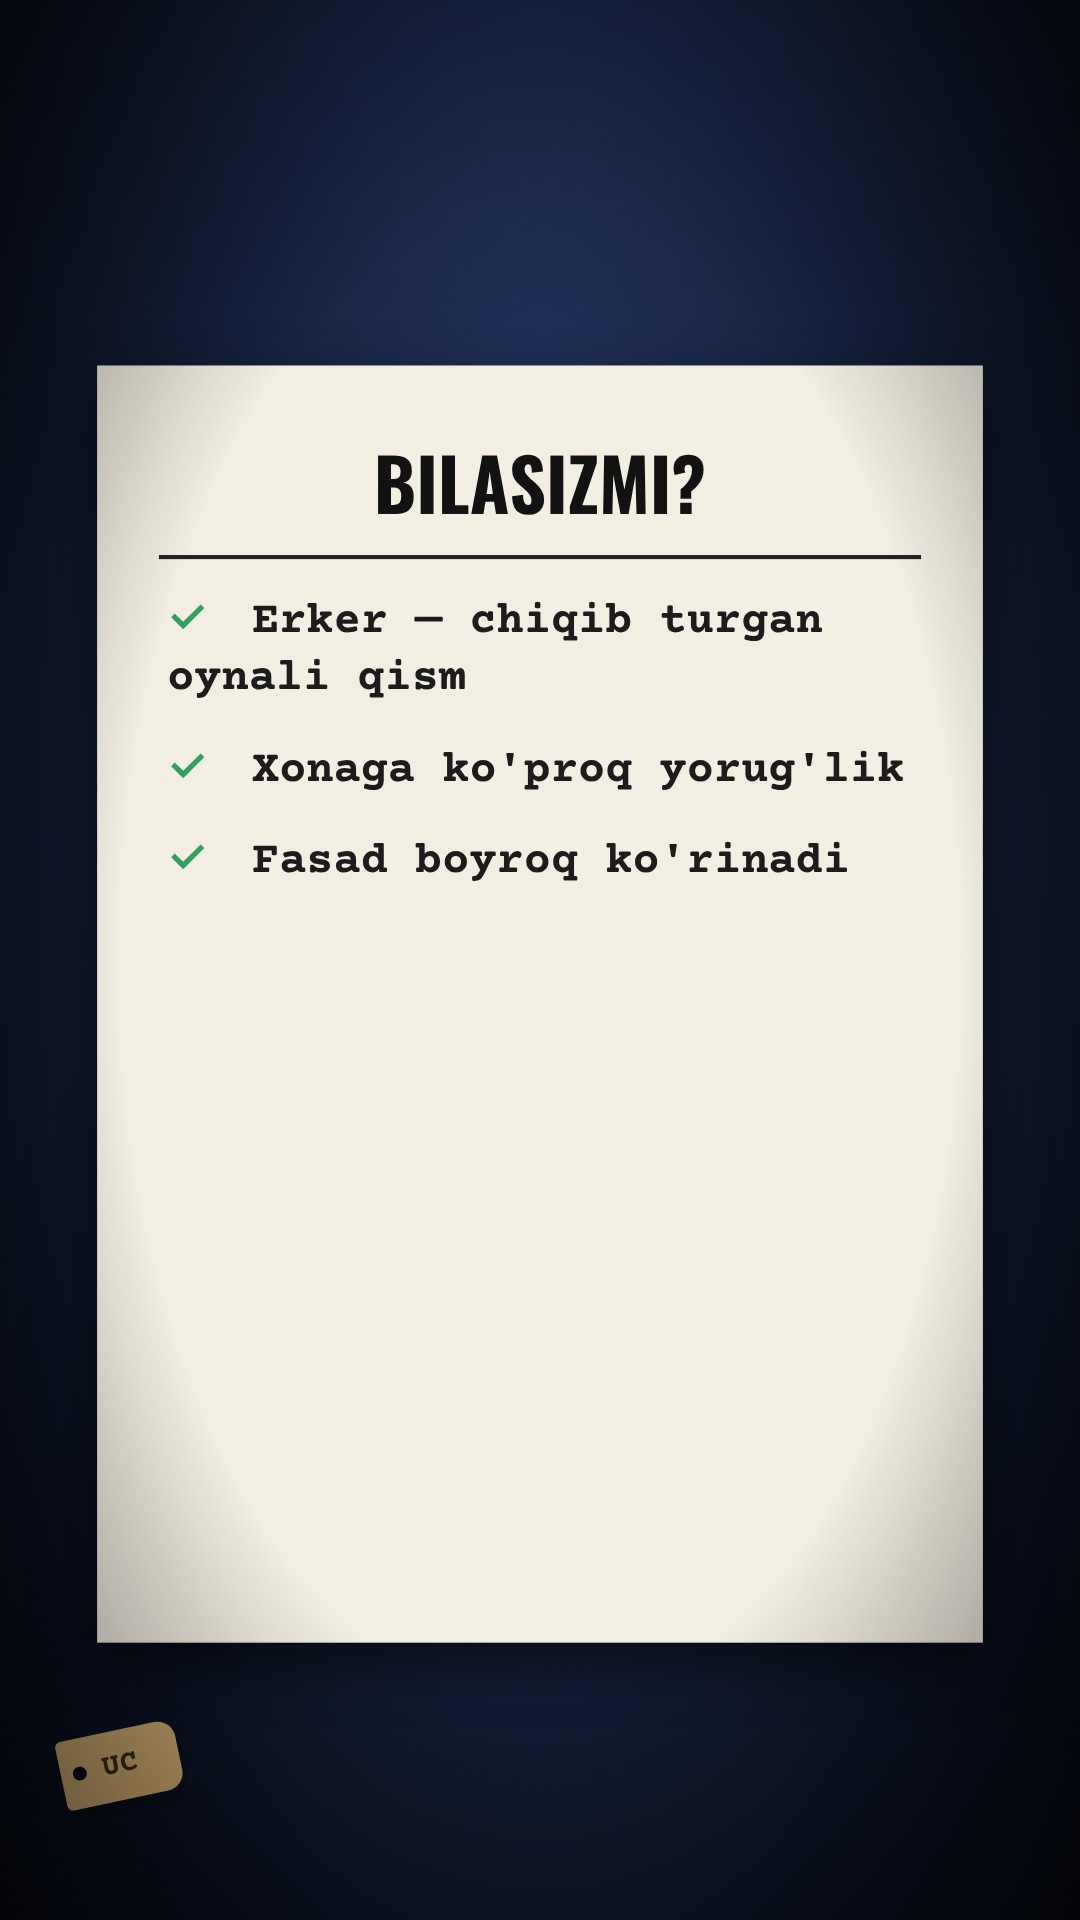 BILASIZMI?
✓ Erker — chiqib turgan
oynali qism
✓ Xonaga ko'proq yorug'lik
✓ Fasad boyroq ko'rinadi
UC